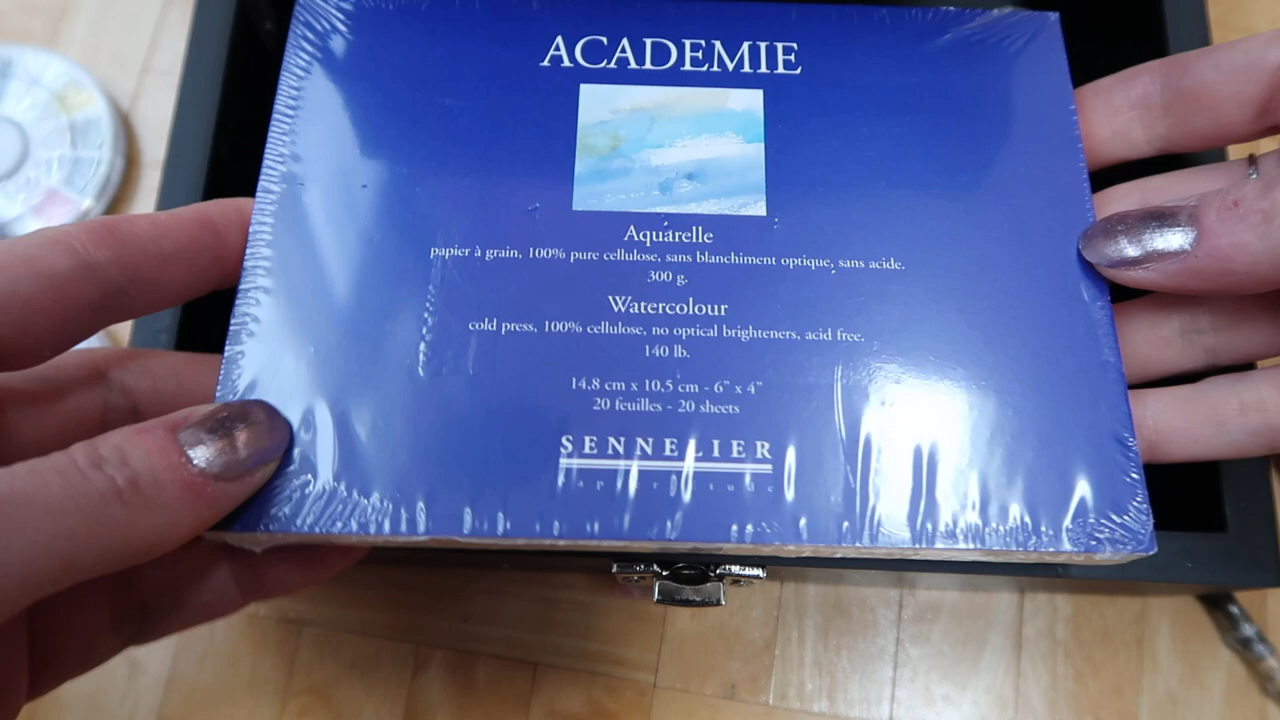 ACADEMIE
Aquarelle
papier à grain, 100% pure cellulose, sans blanchiment optique, sans acide.
300 g.
Watercolour
cold press, 100% cellulose, no optical brighteners, acid free.
140 lb.
14,8 cm x 10,5 cm - 6" x 4"
20 feuilles - 20 sheets
SENNELIER